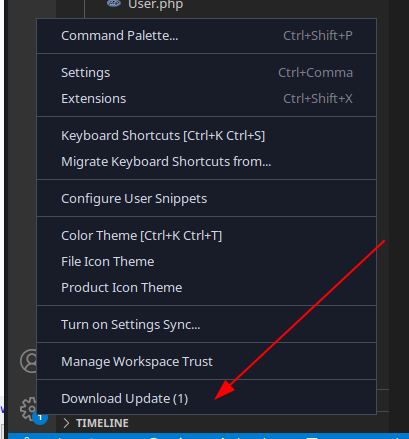 User.php
Command Palette... Ctrl+Shift+P
Settings Ctrl+Comma
Extensions Ctrl+Shift+X
Keyboard Shortcuts [Ctrl+K Ctrl+S]
Migrate Keyboard Shortcuts from...
Configure User Snippets
Color Theme [Ctrl+K Ctrl+T]
File Icon Theme
Product Icon Theme
Turn on Settings Sync...
Manage Workspace Trust
Download Update (1)
1
TIMELINE